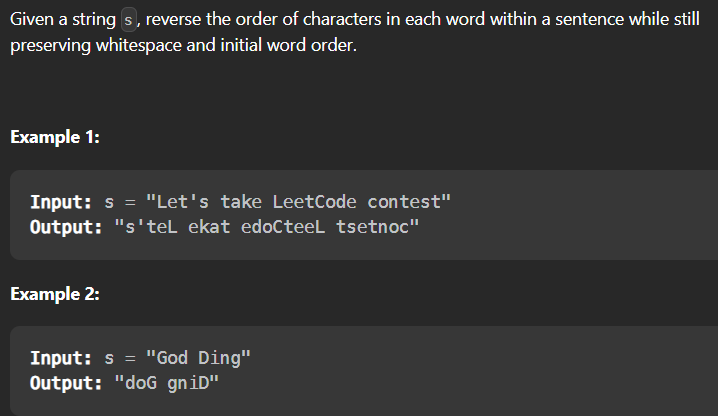 Given a string s, reverse the order of characters in each word within a sentence while still
preserving whitespace and initial word order.
Example 1:
Input: s = "Let's take LeetCode contest"
Output: "s'teL ekat edoCteeL tsetnoc"
Example 2:
Input: s = "God Ding"
Output: "doG gniD"